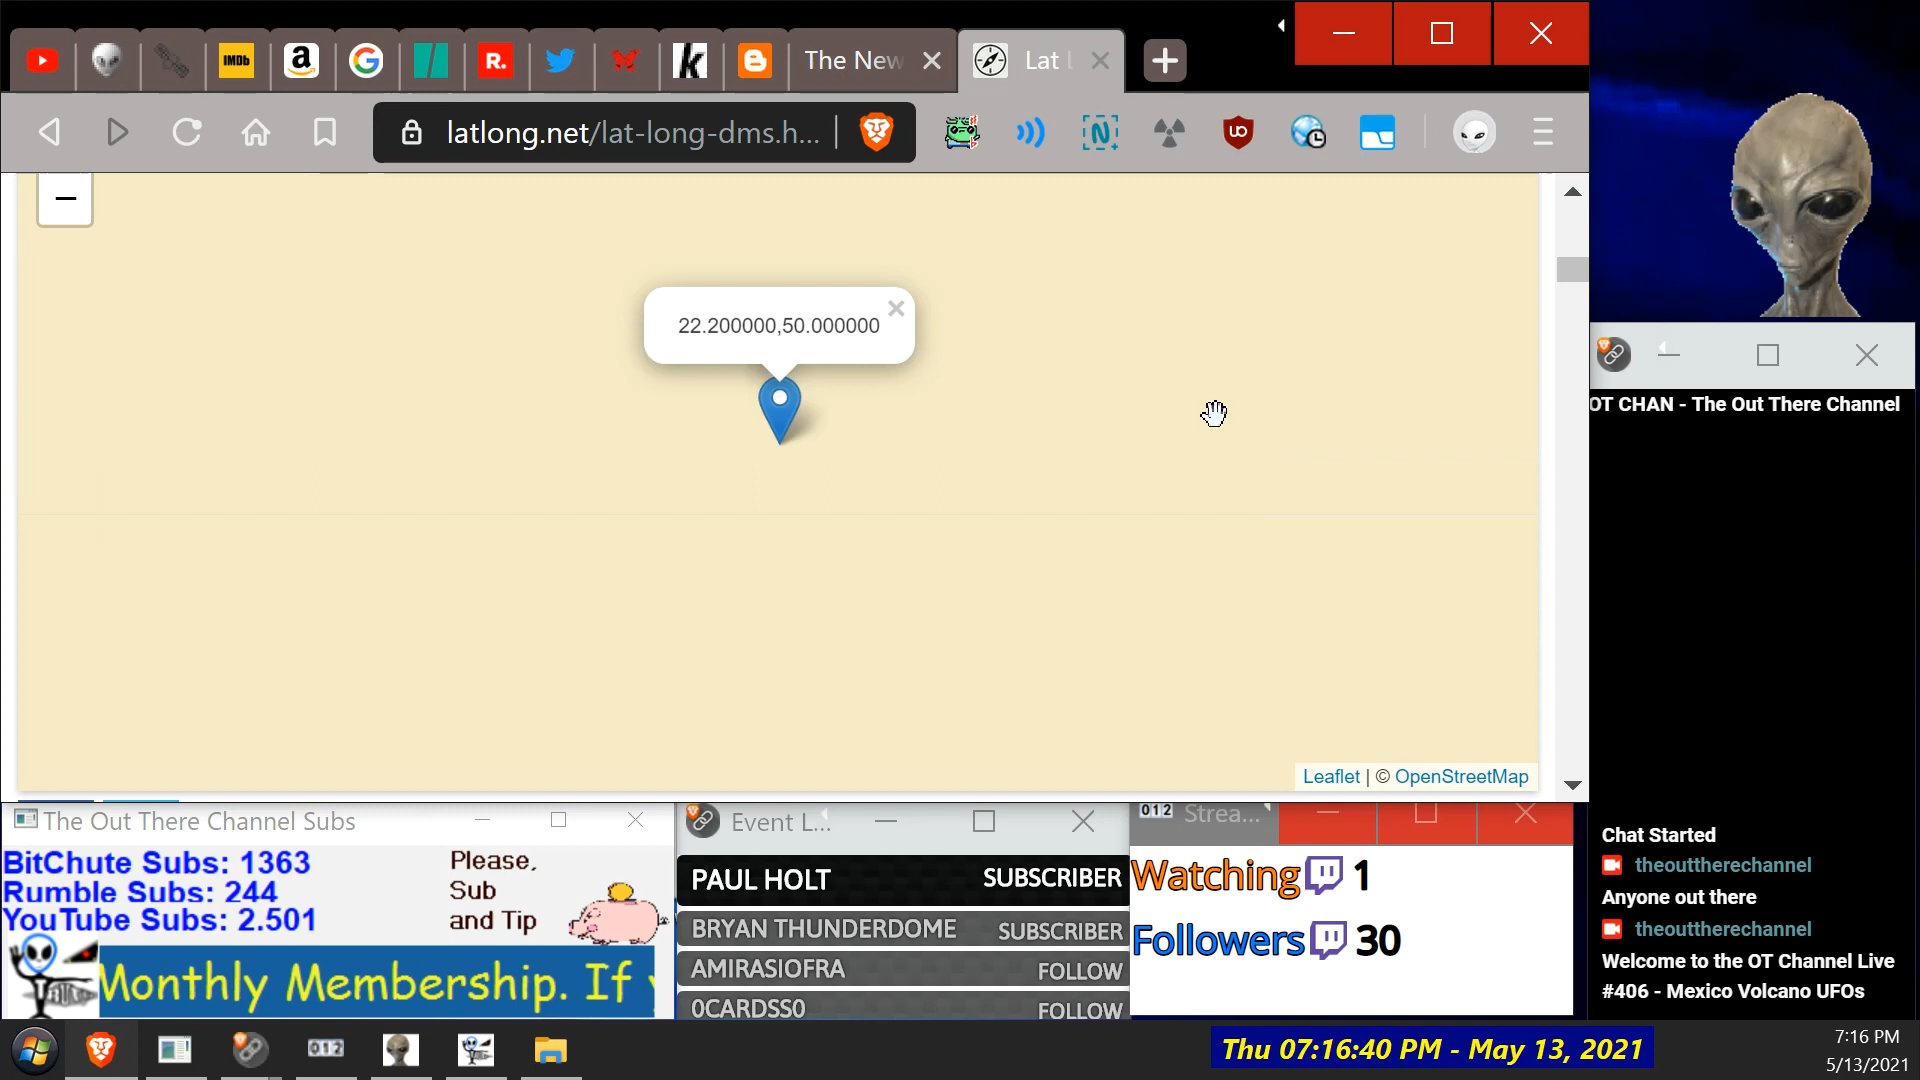 IMDb
a
G
R.
k
The New
Lat
latlong.net/lat-long-dms.h...
N
UO
−
22.200000,50.000000
Leaflet | © OpenStreetMap
OT CHAN - The Out There Channel
Chat Started
theouttherechannel
Anyone out there
theouttherechannel
Welcome to the OT Channel Live
#406 - Mexico Volcano UFOs
The Out There Channel Subs
BitChute Subs: 1363
Rumble Subs: 244
YouTube Subs: 2.501
Please,
Sub
and Tip
Monthly Membership. If
Event L...
PAUL HOLT SUBSCRIBER
BRYAN THUNDERDOME SUBSCRIBER
AMIRASIOFRA FOLLOW
0CARDSS0 FOLLOW
012 Strea...
Watching 1
Followers 30
012
Thu 07:16:40 PM - May 13, 2021
7:16 PM
5/13/2021